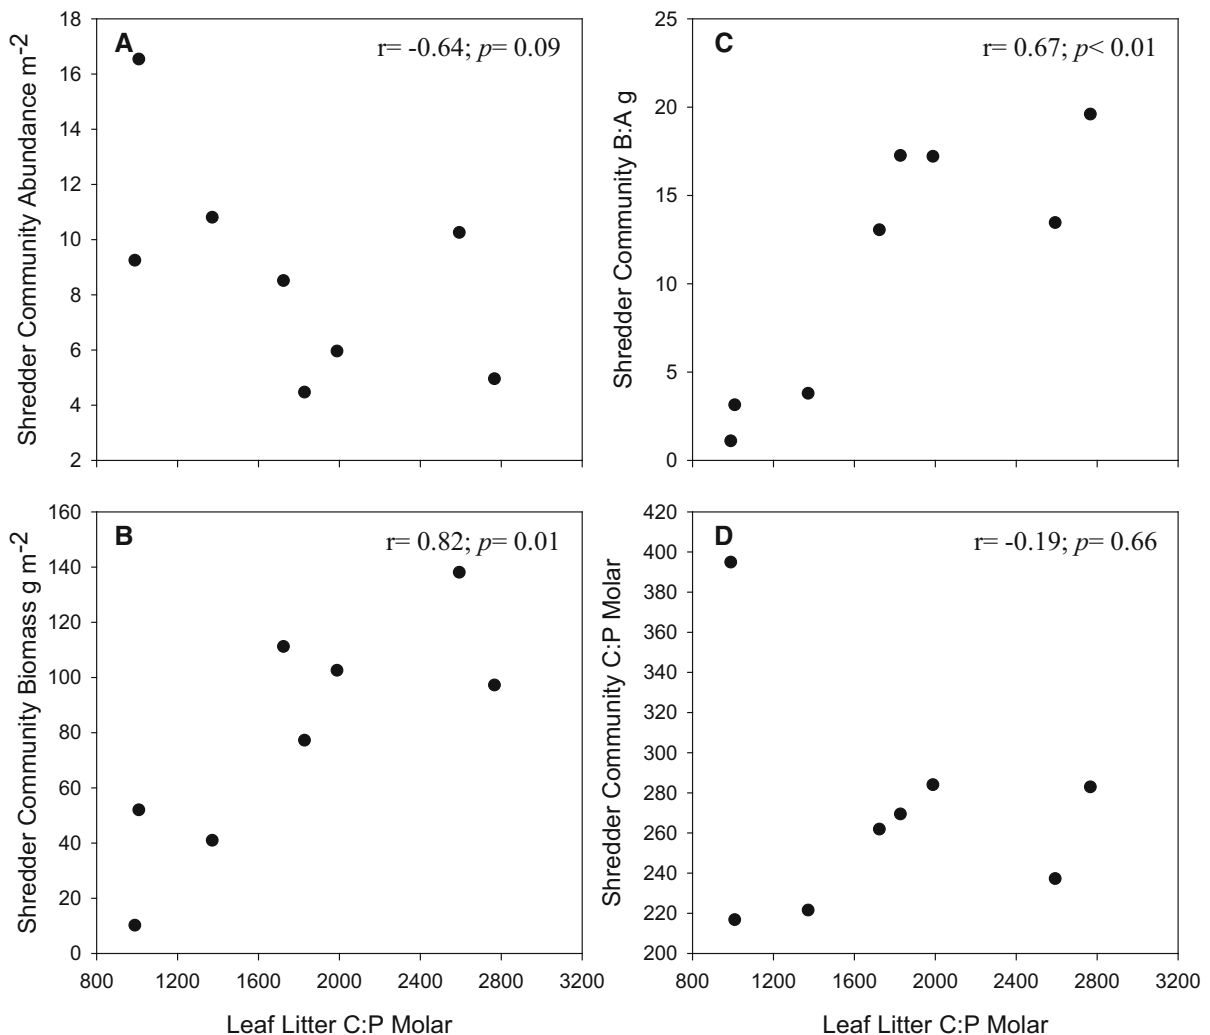 A
r= -0.64; p= 0.09
Shredder Community Abundance m-2
18
16
14
12
10
8
6
4
2
C
r= 0.67; p< 0.01
Shredder Community B:A g
25
20
15
10
5
0
B
r= 0.82; p= 0.01
Shredder Community Biomass g m-2
160
140
120
100
80
60
40
20
0
800 1200 1600 2000 2400 2800 3200
Leaf Litter C:P Molar
D
r= -0.19; p= 0.66
Shredder Community C:P Molar
420
400
380
360
340
320
300
280
260
240
220
200
800 1200 1600 2000 2400 2800 3200
Leaf Litter C:P Molar